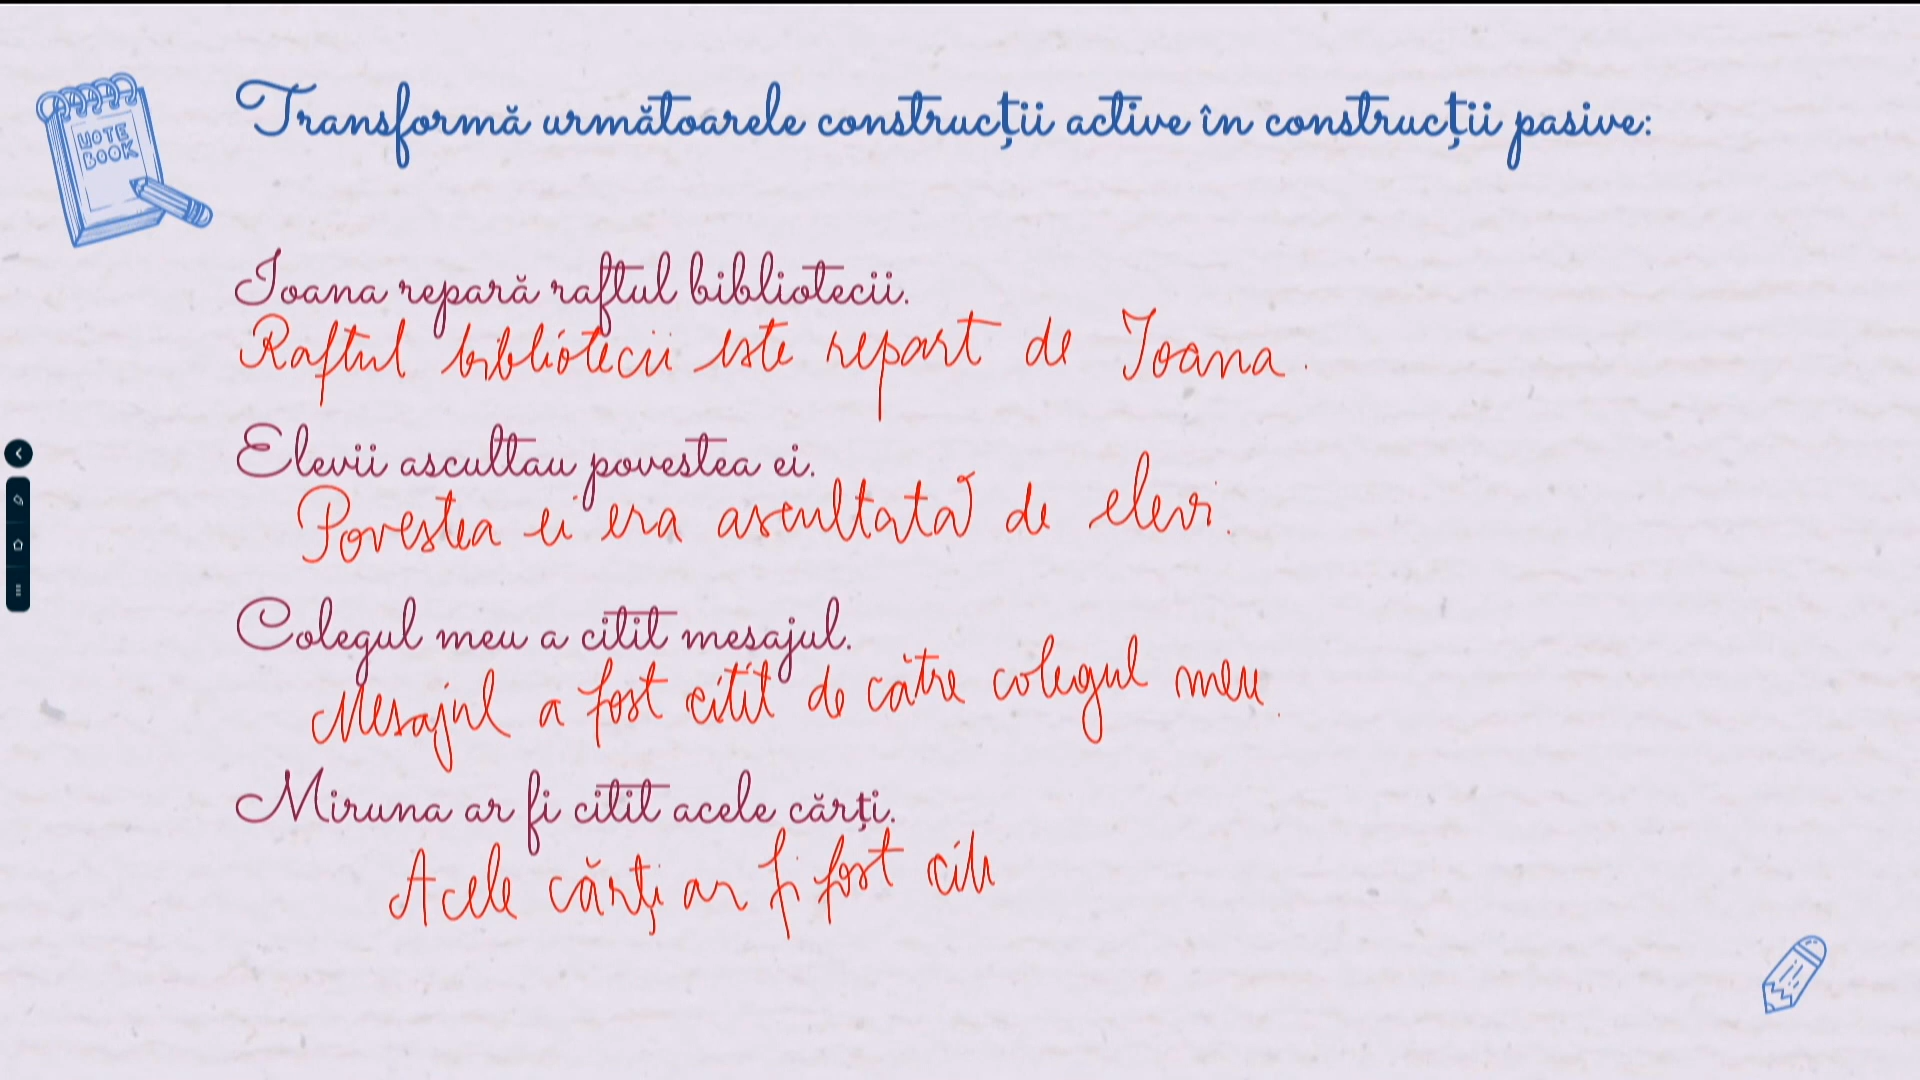 NOTE
BOOK
Transformă următoarele construcții active în construcții pasive:
Ioana repară raftul bibliotecii.
Raftul bibliotecii este repart de Ioana.
Elevii ascultau povestea ei.
Povestea ei era ascultată de elevi.
Colegul meu a citit mesajul.
Mesajul a fost citit de către colegul meu.
Miruna ar fi citit acele cărți.
Acele cărți ar fi fost